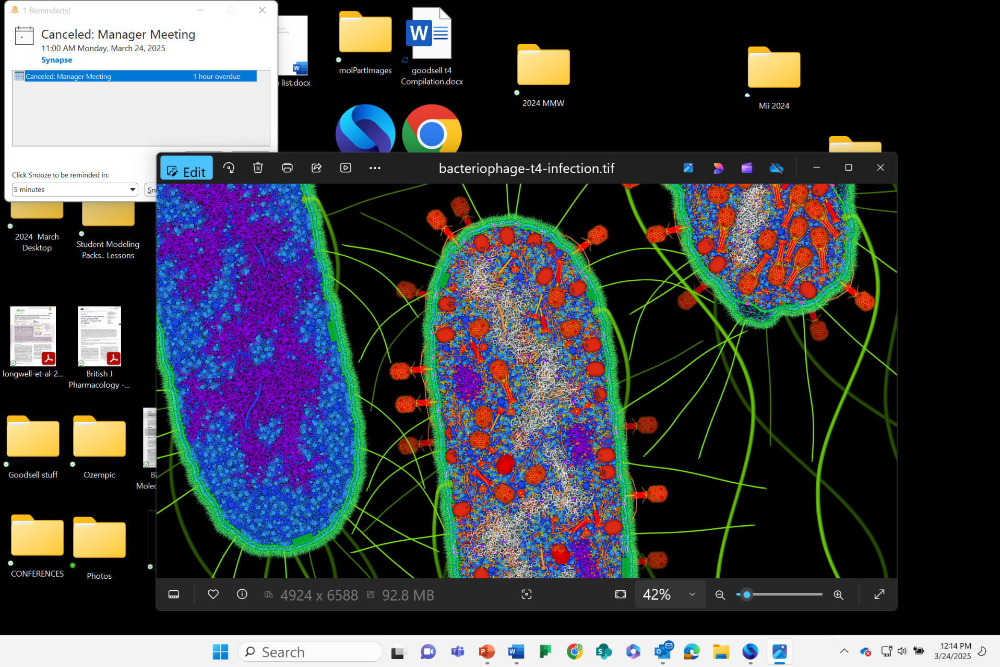 1 Reminder(s)
Canceled: Manager Meeting
11:00 AM Monday, March 24, 2025
Synapse
Canceled: Manager Meeting 1 hour overdue
Click Snooze to be reminded in:
5 minutes
list.docx
molPartImages
goodsell t4
Compilation.docx
2024 MMW
Mii 2024
Edit
bacteriophage-t4-infection.tif
2024 March
Desktop
Student Modeling
Packs.. Lessons
longwell-et-al-2...
British J
Pharmacology -...
Goodsell stuff
Ozempic
CONFERENCES
Photos
4924 x 6588
92.8 MB
42%
Search
12:14 PM
3/24/2025